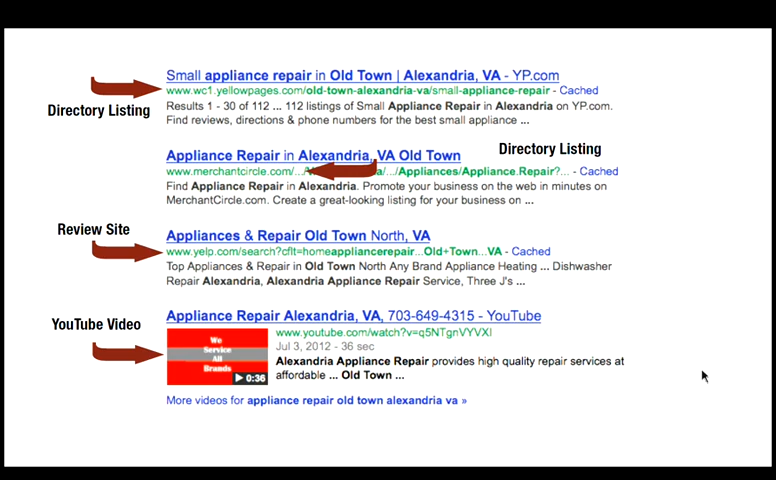 Small appliance repair in Old Town | Alexandria, VA - YP.com
www.wc1.yellowpages.com/old-town-alexandria-va/small-appliance-repair - Cached
Directory Listing
Results 1 - 30 of 112 ... 112 listings of Small Appliance Repair in Alexandria on YP.com.
Find reviews, directions & phone numbers for the best small appliance ...
Appliance Repair in Alexandria, VA Old Town
Directory Listing
www.merchantcircle.com/.../ a/.../Appliances/Appliance.Repair?... - Cached
Find Appliance Repair in Alexandria. Promote your business on the web in minutes on
MerchantCircle.com. Create a great-looking listing for your business on ...
Review Site
Appliances & Repair Old Town North, VA
www.yelp.com/search?cflt=homeappliancerepair...Old+Town...VA - Cached
Top Appliances & Repair in Old Town North Any Brand Appliance Heating ... Dishwasher
Repair Alexandria, Alexandria Appliance Repair Service, Three J's ...
Appliance Repair Alexandria, VA, 703-649-4315 - YouTube
YouTube Video
www.youtube.com/watch?v=q5NTgnVYVXI
Jul 3, 2012 - 36 sec
We
Service
All
Brands
0:36
Alexandria Appliance Repair provides high quality repair services at
affordable ... Old Town ...
More videos for appliance repair old town alexandria va »